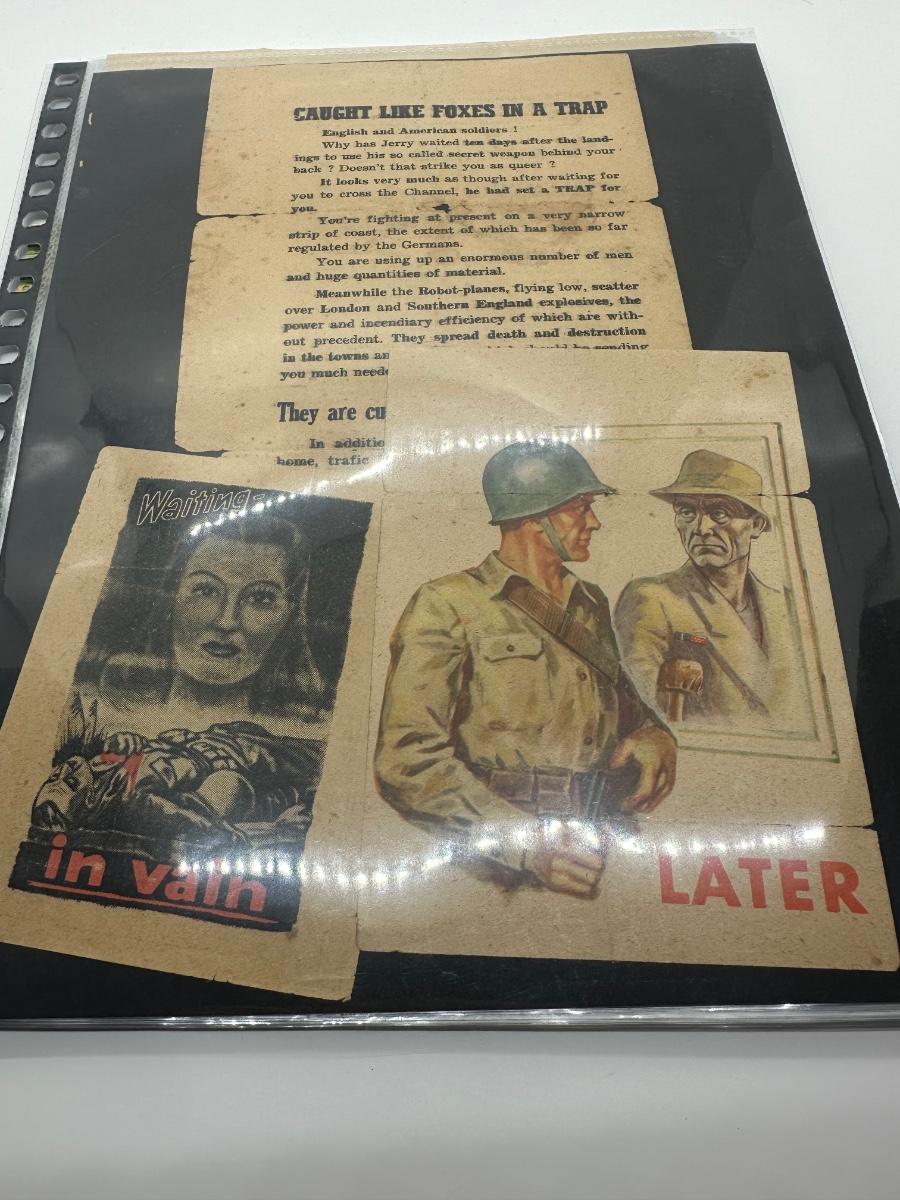 CAUGHT LIKE FOXES IN A TRAP
English and American soldiers !
Why has Jerry waited ten days after the land-
ings to use his so called secret weapon behind your
back ? Doesn't that strike you as queer ?
It looks very much as though after waiting for
you to cross the Channel, he had set a TRAP for
you.
You're fighting at present on a very narrow
strip of coast, the extent of which has been so far
regulated by the Germans.
You are using up an enormous number of men
and huge quantities of material.
Meanwhile the Robot-planes, flying low, scatter
over London and Southern England explosives, the
power and incendiary efficiency of which are with-
out precedent. They spread death and destruction
in the towns an
you much neede
They are cu
In additio
home, trafic
Waiting-
in vain
LATER